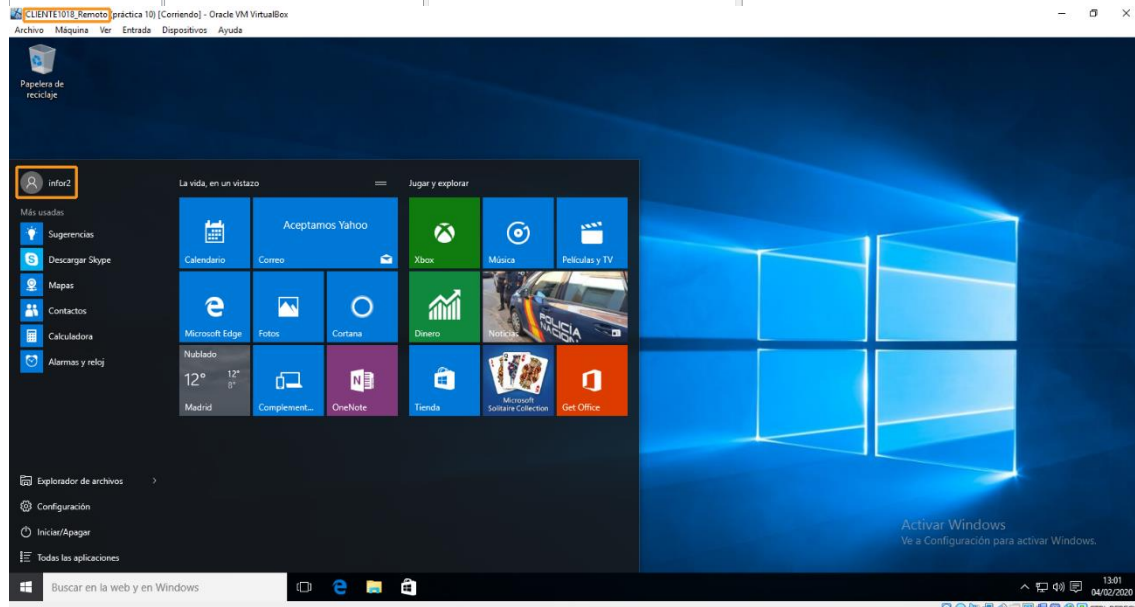 CLIENTE1018_Remoto (práctica 10) [Corriendo] - Oracle VM VirtualBox
Archivo Máquina Ver Entrada Dispositivos Ayuda
Papelera de
reciclaje
infor2
Más usadas
Sugerencias
Descargar Skype
Mapas
Contactos
Calculadora
Alarmas y reloj
Explorador de archivos
Configuración
Iniciar/Apagar
Todas las aplicaciones
La vida, en un vistazo
Calendario
Aceptamos Yahoo
Correo
Microsoft Edge
Fotos
Cortana
Nublado
12° 12°
8°
Madrid
Complement...
OneNote
Jugar y explorar
Xbox
Música
Películas y TV
Dinero
Noticias
POLICÍA
NACIONAL
Tienda
Microsoft
Solitaire Collection
Get Office
Activar Windows
Ve a Configuración para activar Windows.
Buscar en la web y en Windows
13:01
04/02/2020